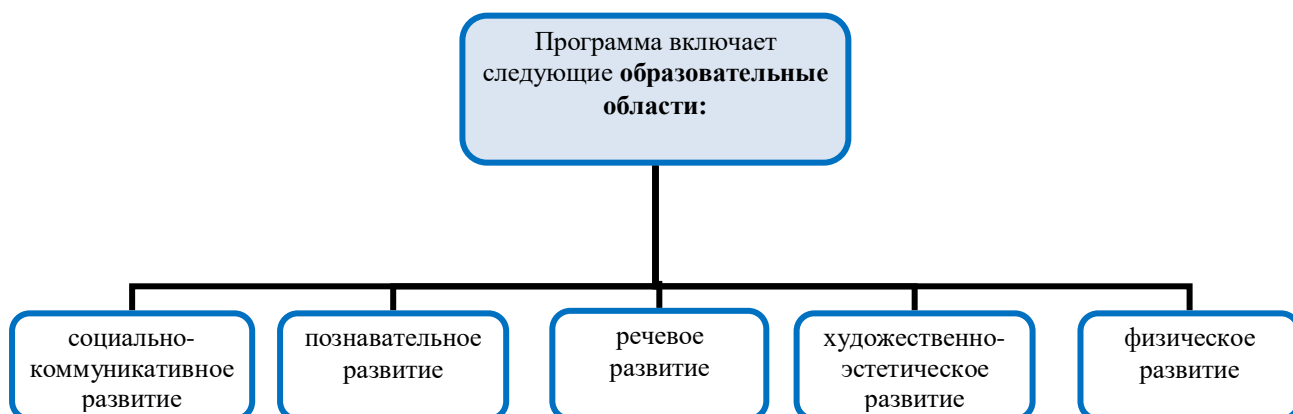 Программа включает
следующие образовательные
области:
социально-
коммуникативное
развитие
познавательное
развитие
речевое
развитие
художественно-
эстетическое
развитие
физическое
развитие